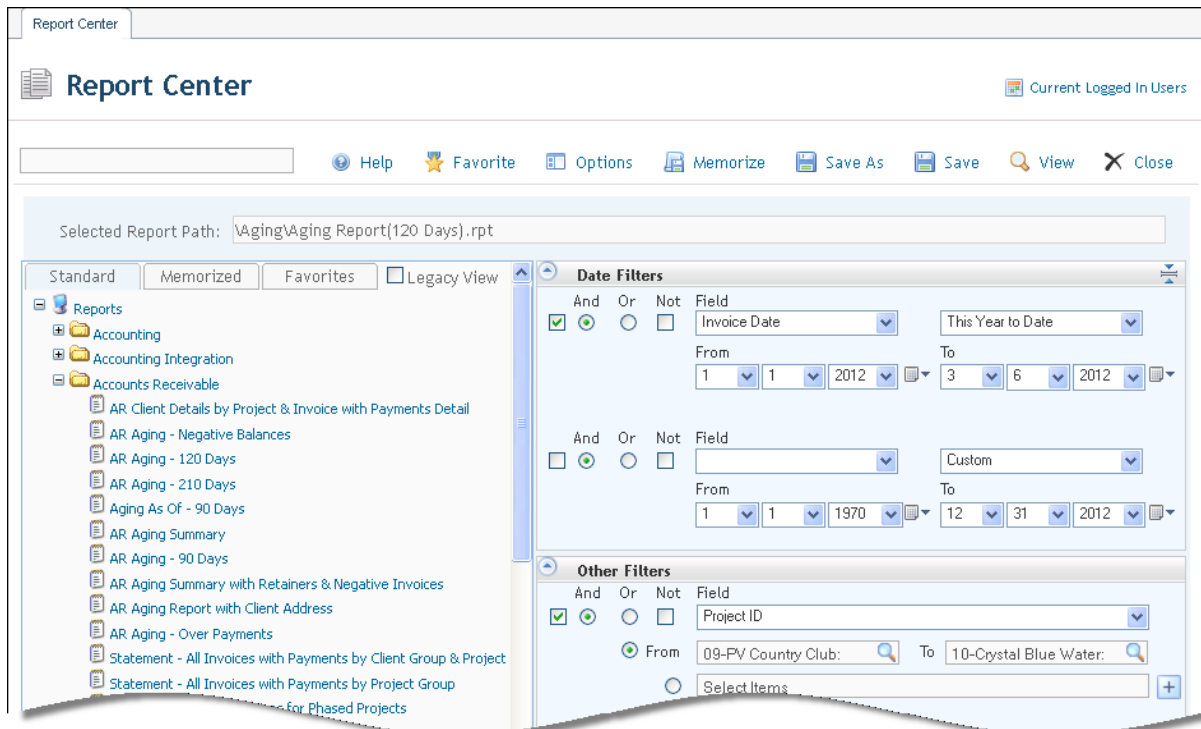 Report Center
Report Center
Current Logged In Users
Help Favorite Options Memorize Save As Save View Close
Selected Report Path: \Aging\Aging Report(120 Days).rpt
Standard Memorized Favorites Legacy View
Reports
Accounting
Accounting Integration
Accounts Receivable
AR Client Details by Project & Invoice with Payments Detail
AR Aging - Negative Balances
AR Aging - 120 Days
AR Aging - 210 Days
Aging As Of - 90 Days
AR Aging Summary
AR Aging - 90 Days
AR Aging Summary with Retainers & Negative Invoices
AR Aging Report with Client Address
AR Aging - Over Payments
Statement - All Invoices with Payments by Client Group & Project
Statement - All Invoices with Payments by Project Group
for Phased Projects
Date Filters
And Or Not Field
Invoice Date This Year to Date
From To
1 1 2012 3 6 2012
And Or Not Field
Custom
From To
1 1 1970 12 31 2012
Other Filters
And Or Not Field
Project ID
From 09-PV Country Club: To 10-Crystal Blue Water:
Select Items